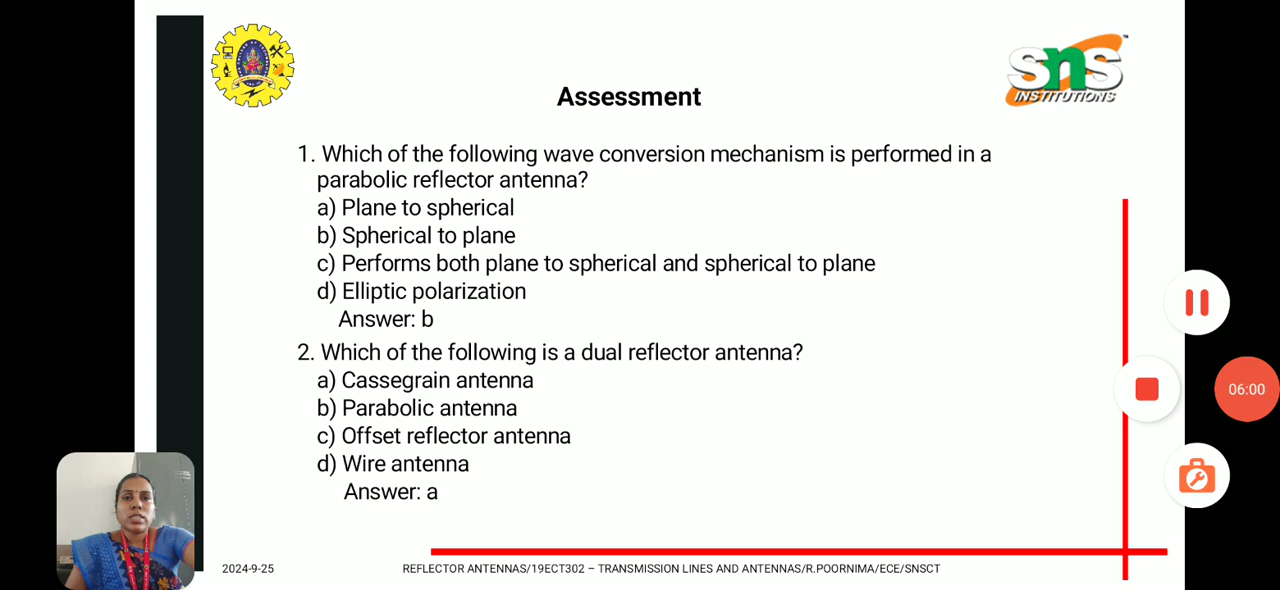 SNS
INSTITUTIONS
Assessment
1. Which of the following wave conversion mechanism is performed in a
parabolic reflector antenna?
a) Plane to spherical
b) Spherical to plane
c) Performs both plane to spherical and spherical to plane
d) Elliptic polarization
Answer: b
2. Which of the following is a dual reflector antenna?
a) Cassegrain antenna
b) Parabolic antenna
c) Offset reflector antenna
d) Wire antenna
Answer: a
06:00
2024-9-25
REFLECTOR ANTENNAS/19ECT302 – TRANSMISSION LINES AND ANTENNAS/R.POORNIMA/ECE/SNSCT